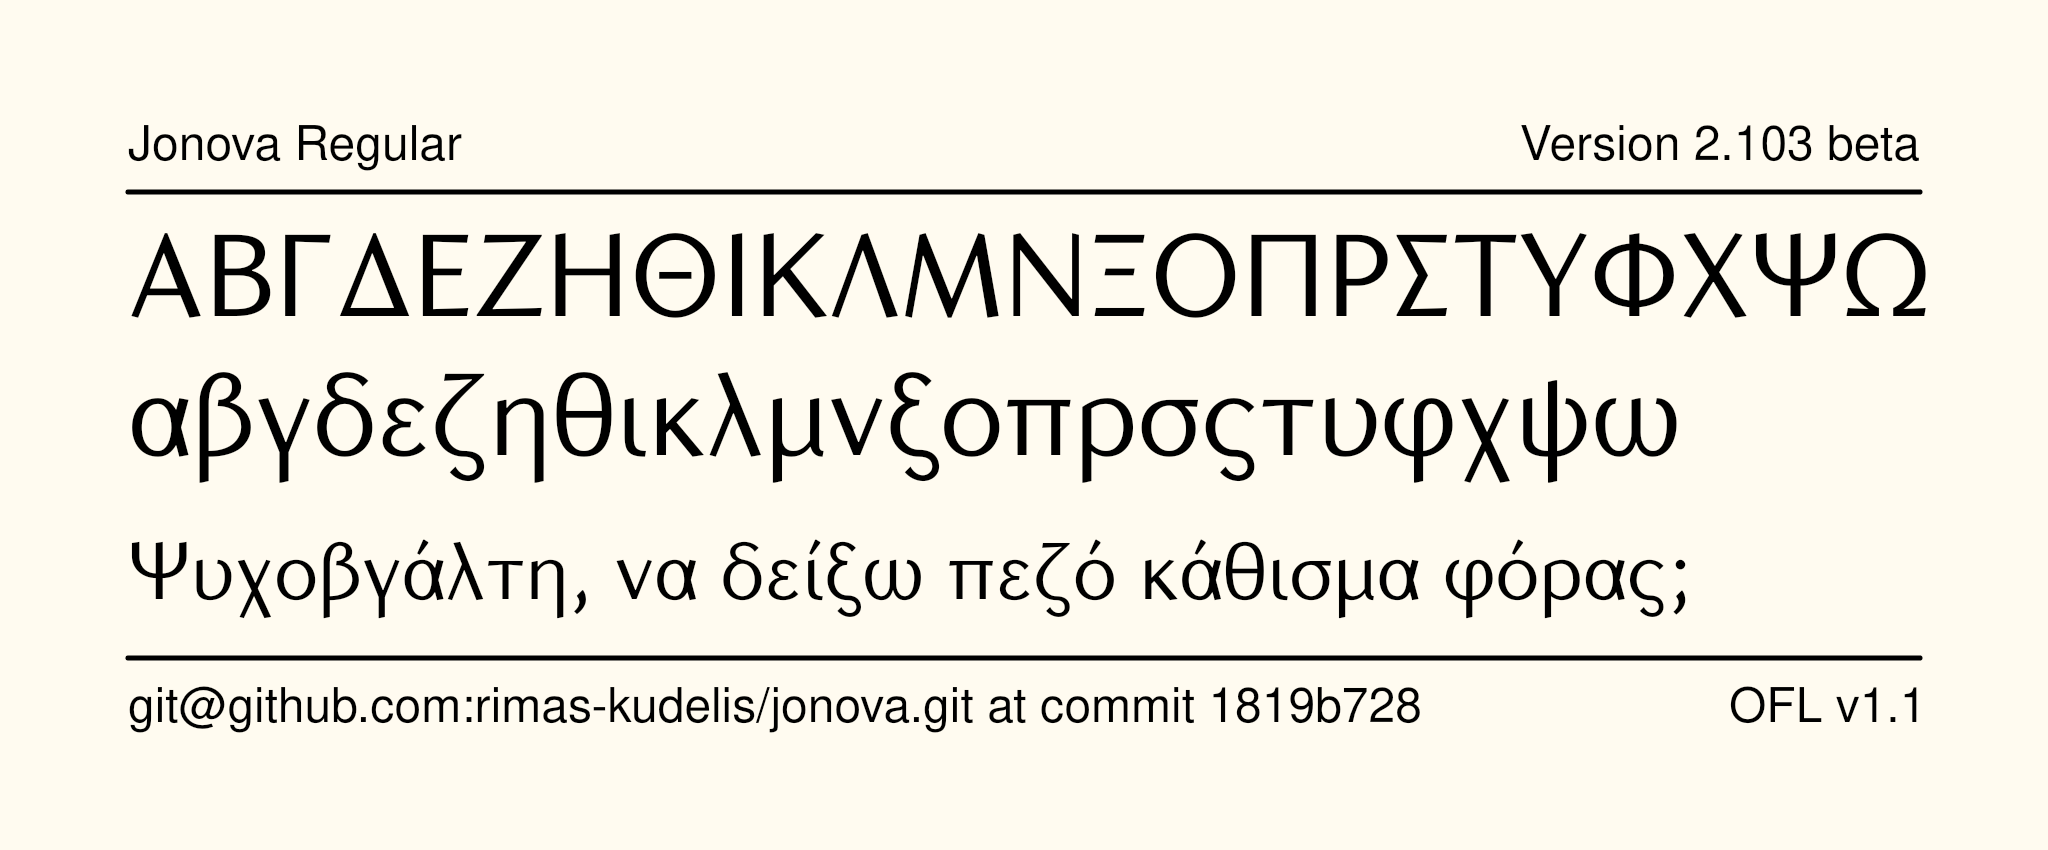 Jonova Regular Version 2.103 beta
ΑΒΓΔΕΖΗΘΙΚΛΜΝΞΟΠΡΣΤΥΦΧΨΩ
αβγδεζηθικλμνξοπρσςτυφχψω
Ψυχοβγάλτη, να δείξω πεζό κάθισμα φόρας;
git@github.com:rimas-kudelis/jonova.git at commit 1819b728 OFL v1.1